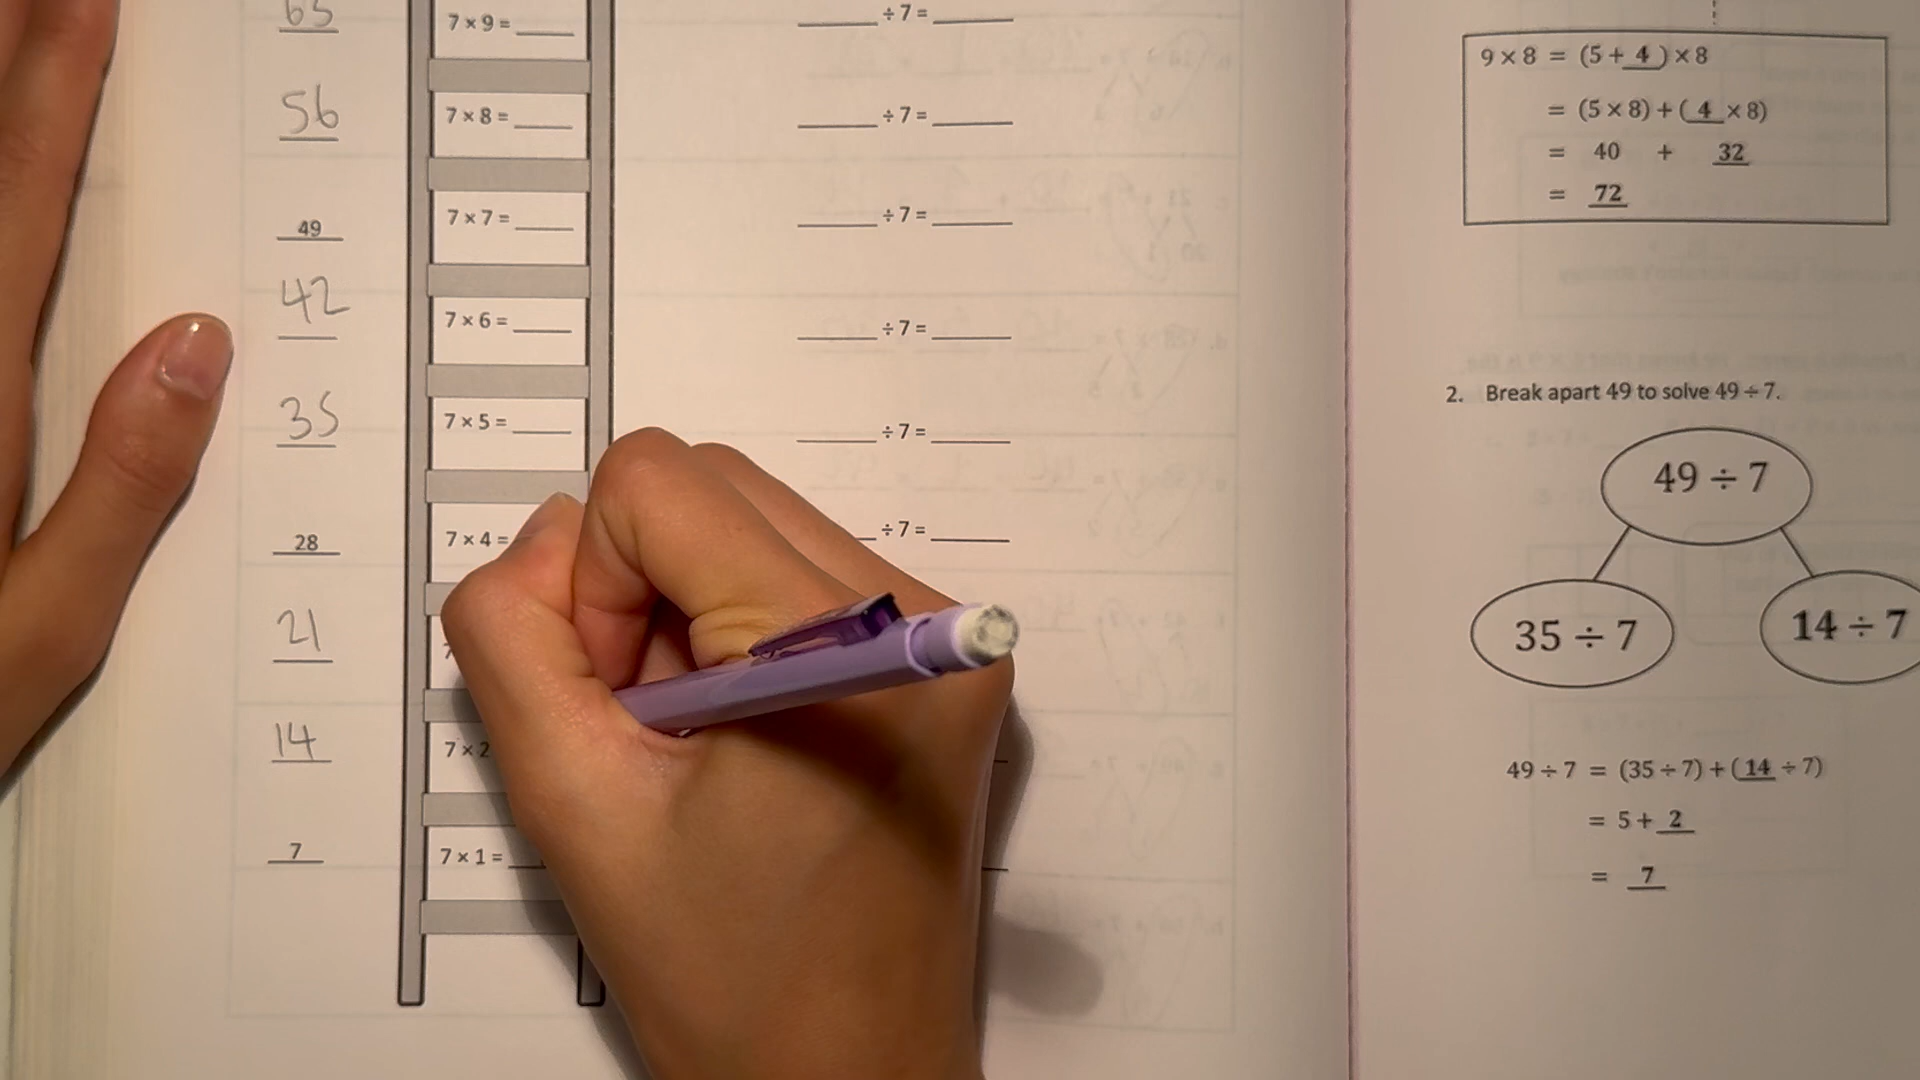 63
7 × 9 = ____
____ ÷ 7 = ____
56
7 × 8 = ____
____ ÷ 7 = ____
49
7 × 7 = ____
____ ÷ 7 = ____
42
7 × 6 = ____
____ ÷ 7 = ____
35
7 × 5 = ____
____ ÷ 7 = ____
28
7 × 4 =
÷ 7 = ____
21
7
14
7 × 2
7
7 × 1 = ____
9 × 8 = (5 + 4 ) × 8
= (5 × 8) + ( 4 × 8)
= 40 + 32
= 72
2. Break apart 49 to solve 49 ÷ 7.
49 ÷ 7
35 ÷ 7
14 ÷ 7
49 ÷ 7 = (35 ÷ 7) + ( 14 ÷ 7)
= 5 + 2
= 7